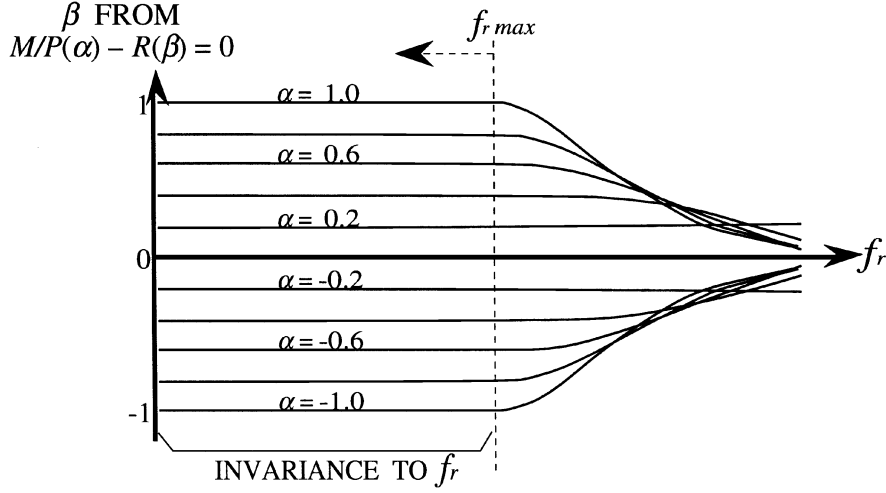 β FROM
M/P(α) – R(β) = 0
f_r max
1
α = 1.0
α = 0.6
α = 0.2
0
f_r
α = -0.2
α = -0.6
α = -1.0
-1
INVARIANCE TO f_r